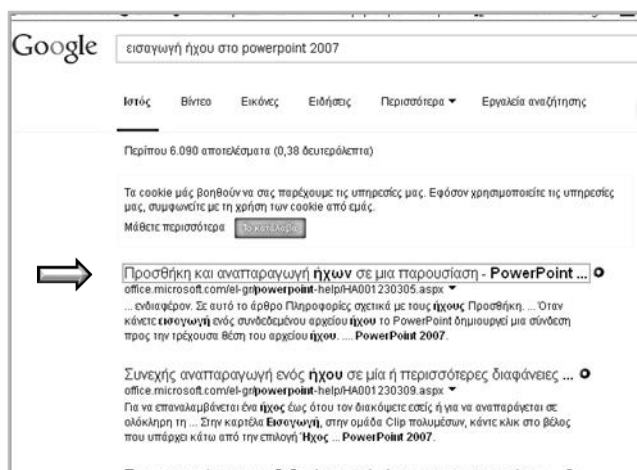 Google
εισαγωγή ήχου στο powerpoint 2007
Ιστός Βίντεο Εικόνες Ειδήσεις Περισσότερα ▼ Εργαλεία αναζήτησης
Περίπου 6.090 αποτελέσματα (0,38 δευτερόλεπτα)
Τα cookie μάς βοηθούν να σας παρέχουμε τις υπηρεσίες μας. Εφόσον χρησιμοποιείτε τις υπηρεσίες
μας, συμφωνείτε με τη χρήση των cookie από εμάς.
Μάθετε περισσότερα Το κατάλαβα
Προσθήκη και αναπαραγωγή ήχων σε μια παρουσίαση - PowerPoint ...
office.microsoft.com/el-gr/powerpoint-help/HA001230305.aspx ▼
... ενδιαφέρον. Σε αυτό το άρθρο Πληροφορίες σχετικά με τους ήχους Προσθήκη. ... Όταν
κάνετε εισαγωγή ενός συνδεδεμένου αρχείου ήχου το PowerPoint δημιουργεί μια σύνδεση
προς την τρέχουσα θέση του αρχείου ήχου. .... PowerPoint 2007.
Συνεχής αναπαραγωγή ενός ήχου σε μία ή περισσότερες διαφάνειες ...
office.microsoft.com/el-gr/powerpoint-help/HA001230309.aspx ▼
Για να επαναλαμβάνεται ένα ήχος έως ότου τον διακόψετε εσείς ή για να αναπαράγεται σε
ολόκληρη τη ... Στην καρτέλα Εισαγωγή, στην ομάδα Clip πολυμέσων, κάντε κλικ στο βέλος
που υπάρχει κάτω από την επιλογή Ήχος ... PowerPoint 2007.